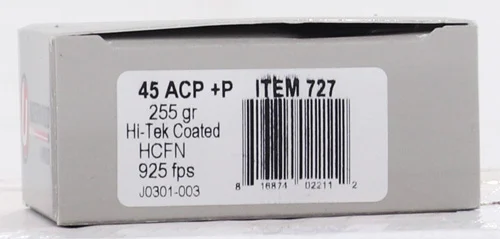 45 ACP +P ITEM 727
255 gr
Hi-Tek Coated
HCFN
925 fps
J0301-003
8 16874 02211 2